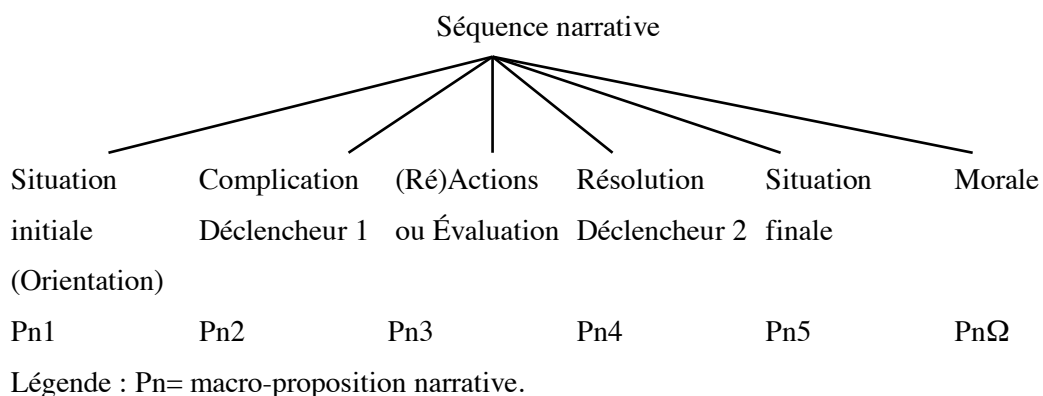 Séquence narrative
Situation Complication (Ré)Actions Résolution Situation Morale
initiale Déclencheur 1 ou Évaluation Déclencheur 2 finale
(Orientation)
Pn1 Pn2 Pn3 Pn4 Pn5 PnΩ
Légende : Pn= macro-proposition narrative.